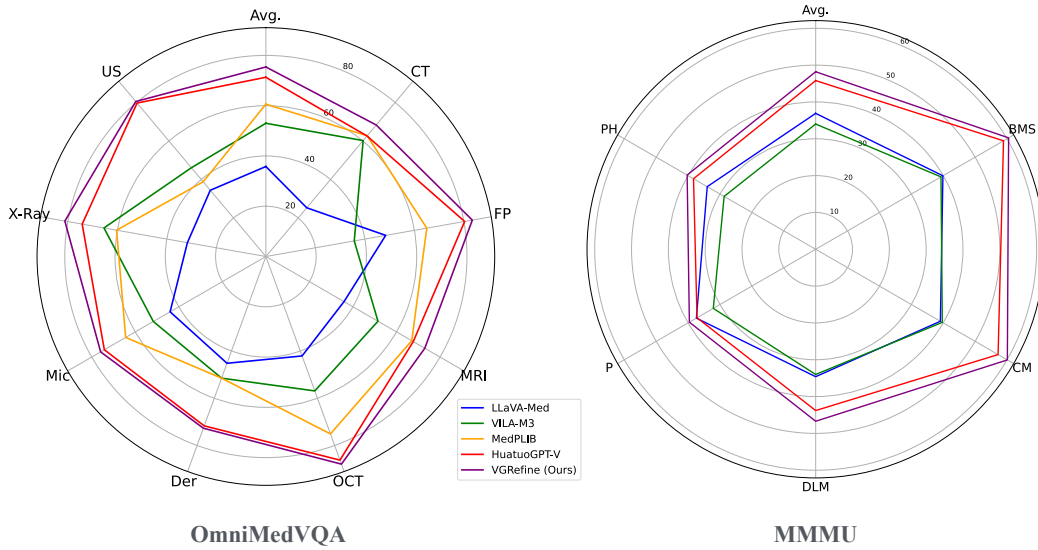 Avg.
CT
FP
MRI
OCT
Der
Mic
X-Ray
US
20
40
60
80
Avg.
BMS
CM
DLM
P
PH
10
20
30
40
50
60
LLaVA-Med
VILA-M3
MedPLIB
HuatuoGPT-V
VGRefine (Ours)
OmniMedVQA
MMMU